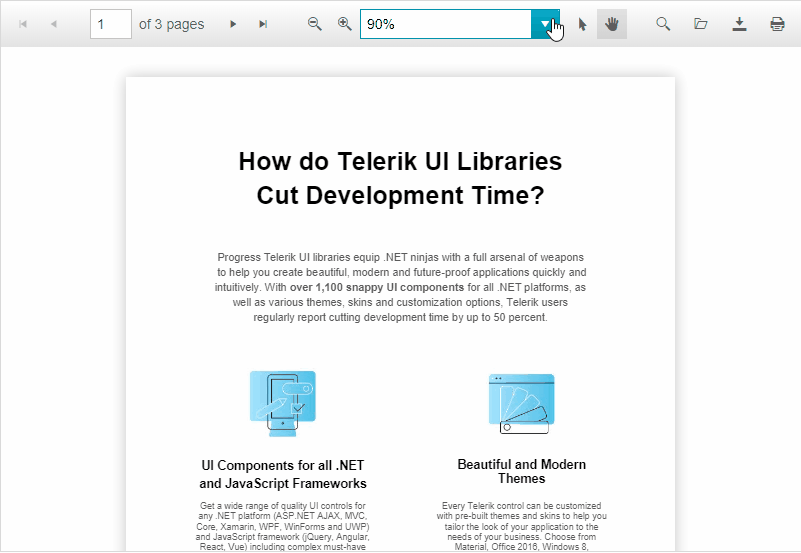 1 of 3 pages 90%
How do Telerik UI Libraries
Cut Development Time?
Progress Telerik UI libraries equip .NET ninjas with a full arsenal of weapons
to help you create beautiful, modern and future-proof applications quickly and
intuitively. With over 1,100 snappy UI components for all .NET platforms, as
well as various themes, skins and customization options, Telerik users
regularly report cutting development time by up to 50 percent.
UI Components for all .NET
and JavaScript Frameworks
Get a wide range of quality UI controls for
any .NET platform (ASP.NET AJAX, MVC,
Core, Xamarin, WPF, WinForms and UWP)
and JavaScript framework (jQuery, Angular,
React, Vue) including complex must-have
Beautiful and Modern
Themes
Every Telerik control can be customized
with pre-built themes and skins to help you
tailor the look of your application to the
needs of your business. Choose from
Material, Office 2016, Windows 8,